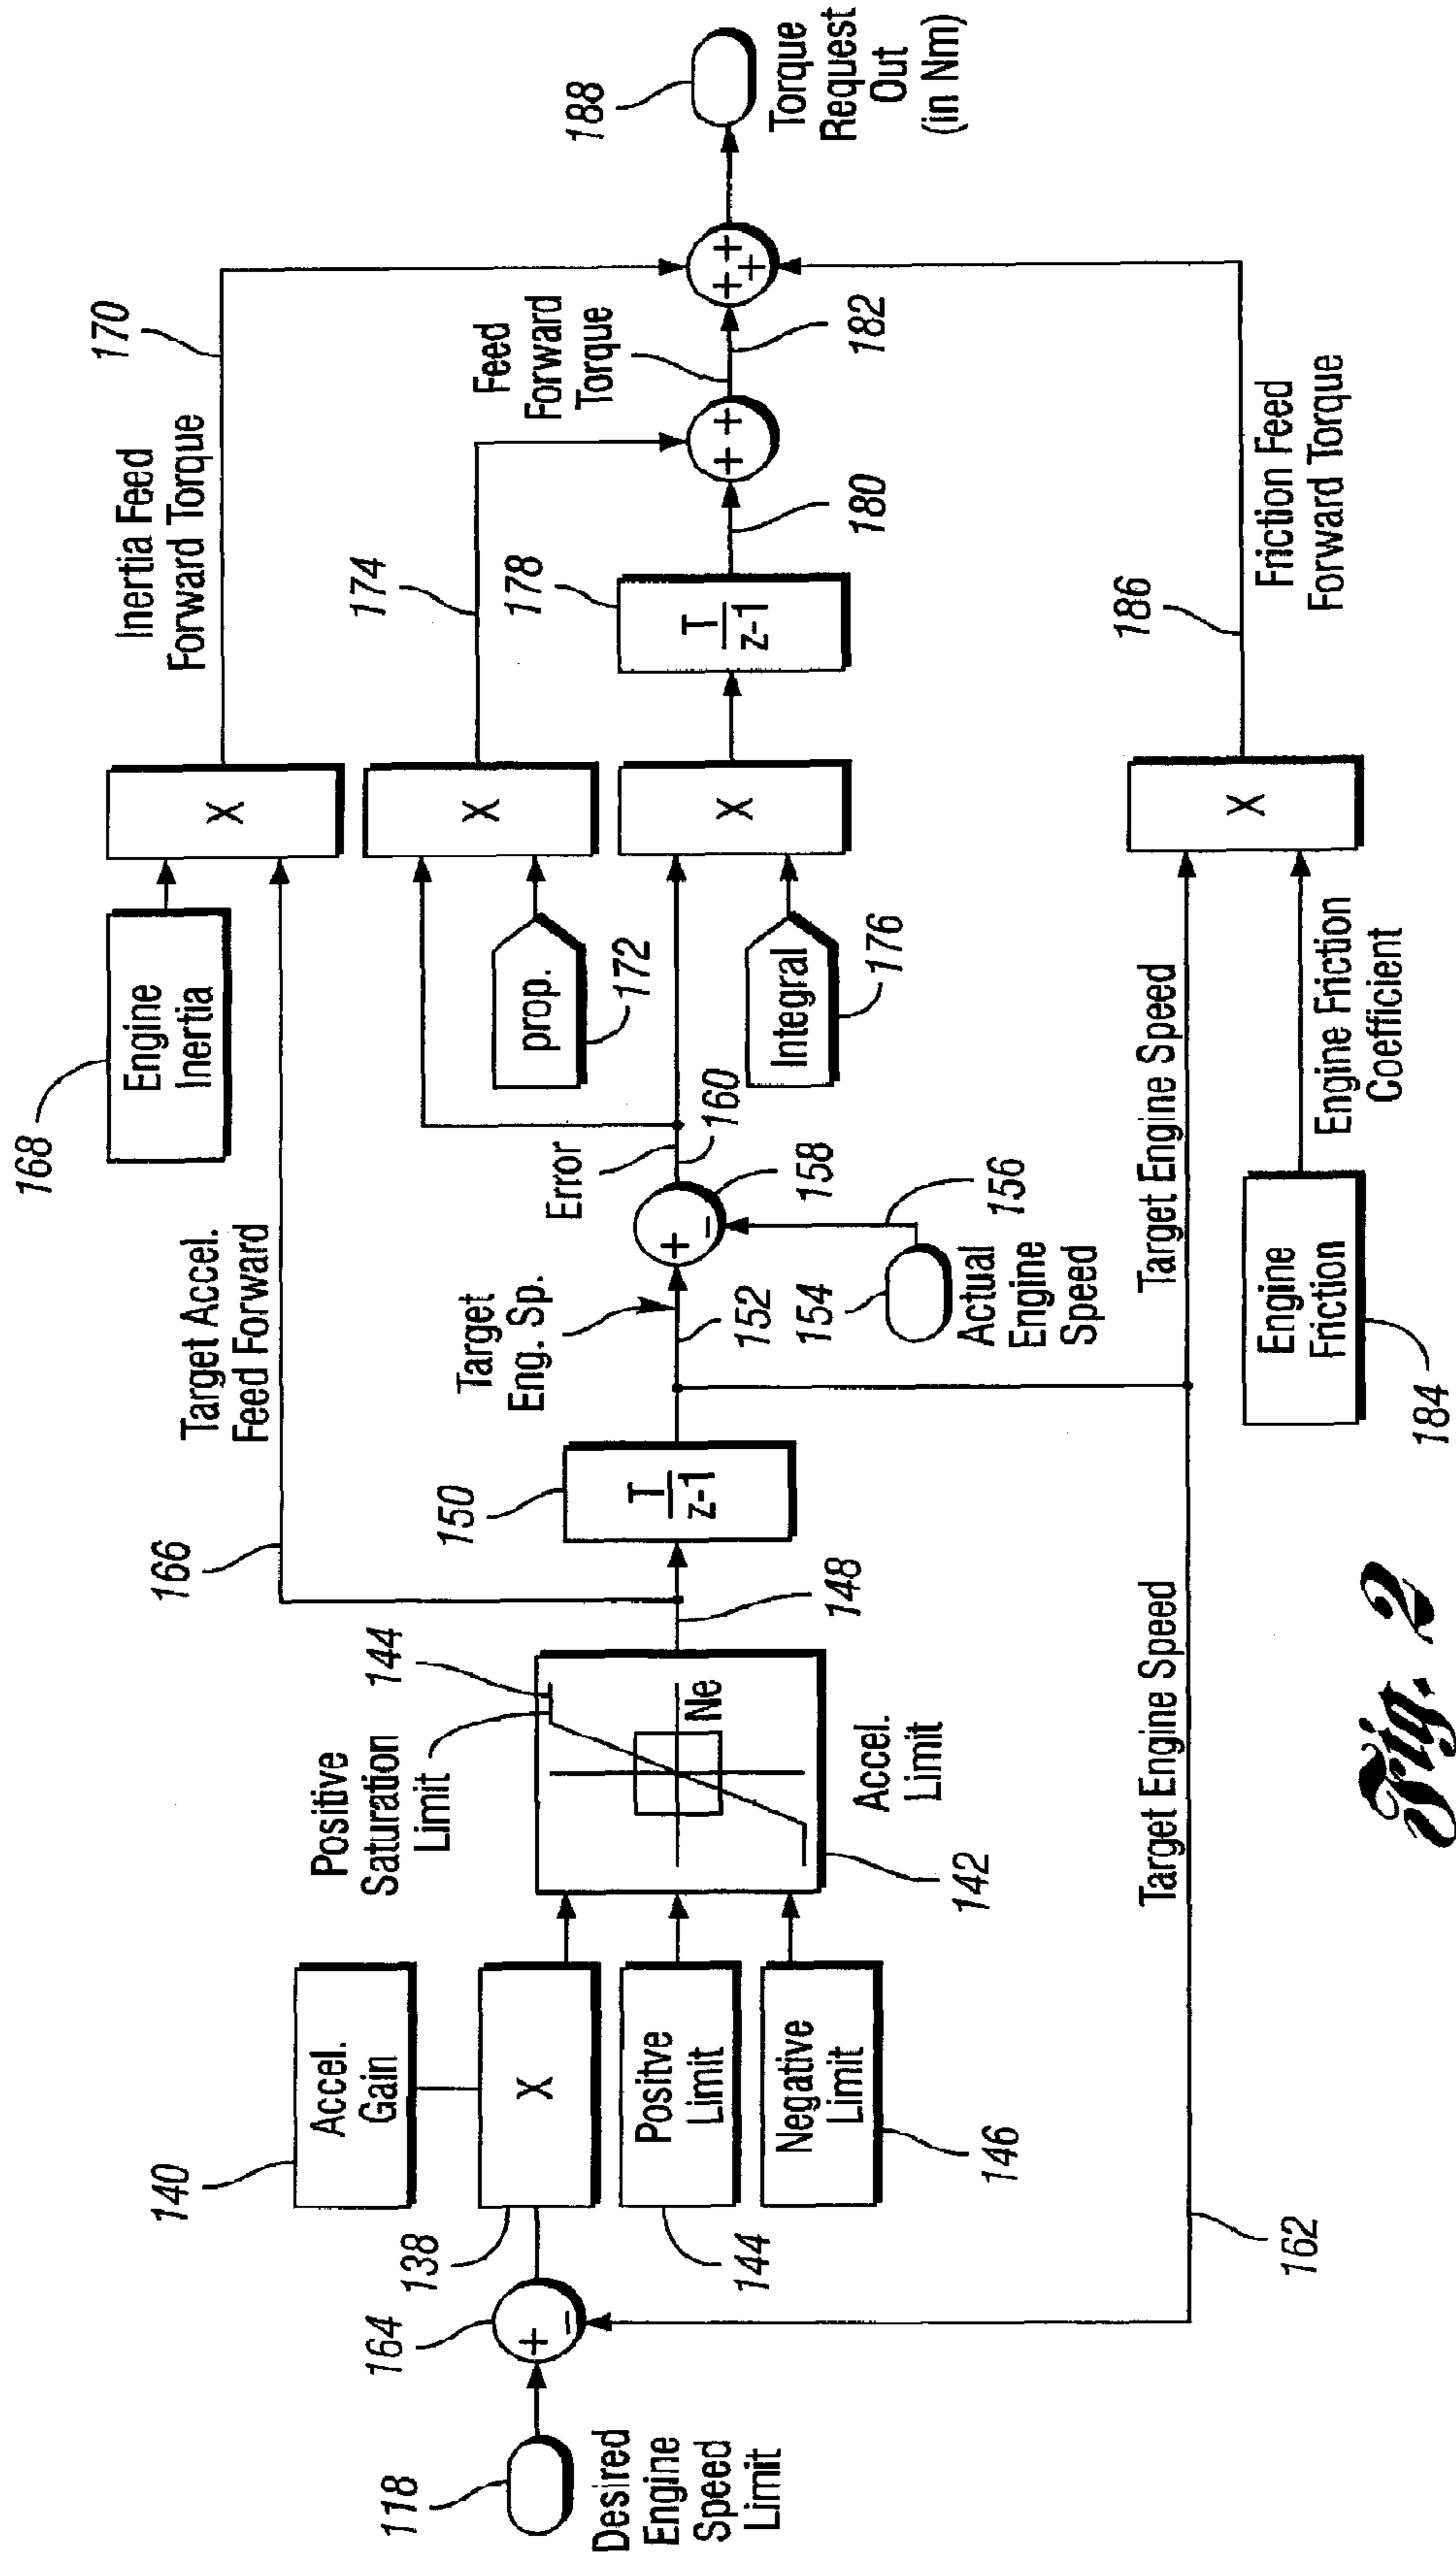 118
Desired
Engine
Speed
Limit
164
+
−
138
140
Accel.
Gain
X
Positve
Limit
144
Negative
Limit
146
Positive
Saturation
Limit
144
Ne
Accel.
Limit
142
148
166
Target Accel.
Feed Forward
150
T
z-1
Target
Eng. Sp.
152
154
Actual
Engine
Speed
156
+
−
158
Error
160
162
Target Engine Speed
Target Engine Speed
168
Engine
Inertia
X
prop.
172
X
Integral
176
X
Engine
Friction
184
Engine Friction
Coefficient
X
Inertia Feed
Forward Torque
170
174
178
T
z-1
180
+ +
Feed
Forward
Torque
182
186
Friction Feed
Forward Torque
+ +
+
188
Torque
Request
Out
(in Nm)
Fig. 2